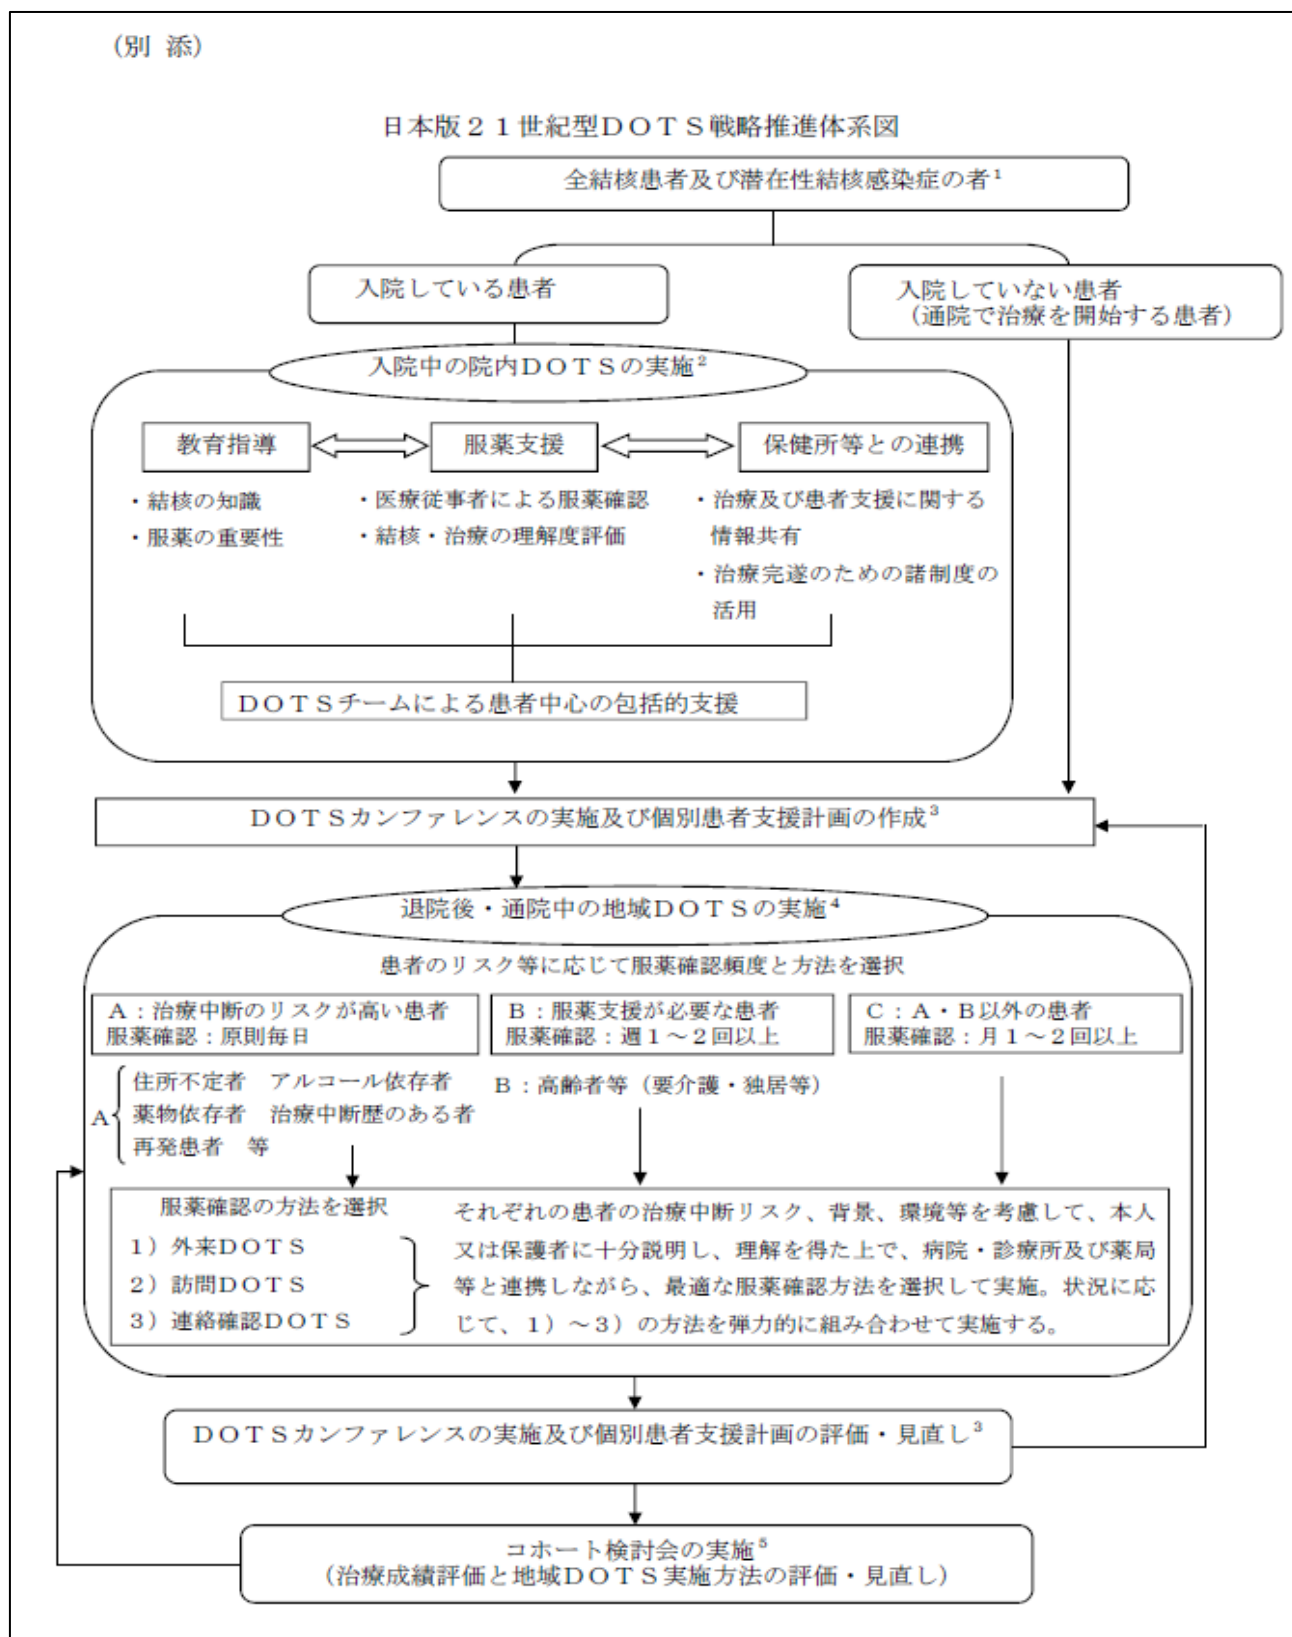 (別 添)
日本版２１世紀型ＤＯＴＳ戦略推進体系図
全結核患者及び潜在性結核感染症の者¹
入院している患者
入院していない患者
（通院で治療を開始する患者）
入院中の院内ＤＯＴＳの実施²
教育指導
服薬支援
保健所等との連携
・結核の知識
・服薬の重要性
・医療従事者による服薬確認
・結核・治療の理解度評価
・治療及び患者支援に関する
情報共有
・治療完遂のための諸制度の
活用
ＤＯＴＳチームによる患者中心の包括的支援
ＤＯＴＳカンファレンスの実施及び個別患者支援計画の作成³
退院後・通院中の地域ＤＯＴＳの実施⁴
患者のリスク等に応じて服薬確認頻度と方法を選択
Ａ：治療中断のリスクが高い患者
服薬確認：原則毎日
Ｂ：服薬支援が必要な患者
服薬確認：週１～２回以上
Ｃ：Ａ・Ｂ以外の患者
服薬確認：月１～２回以上
Ａ
住所不定者　アルコール依存者
薬物依存者　治療中断歴のある者
再発患者　等
Ｂ：高齢者等（要介護・独居等）
服薬確認の方法を選択
１）外来ＤＯＴＳ
２）訪問ＤＯＴＳ
３）連絡確認ＤＯＴＳ
それぞれの患者の治療中断リスク、背景、環境等を考慮して、本人
又は保護者に十分説明し、理解を得た上で、病院・診療所及び薬局
等と連携しながら、最適な服薬確認方法を選択して実施。状況に応
じて、１）～３）の方法を弾力的に組み合わせて実施する。
ＤＯＴＳカンファレンスの実施及び個別患者支援計画の評価・見直し³
コホート検討会の実施⁵
（治療成績評価と地域ＤＯＴＳ実施方法の評価・見直し）